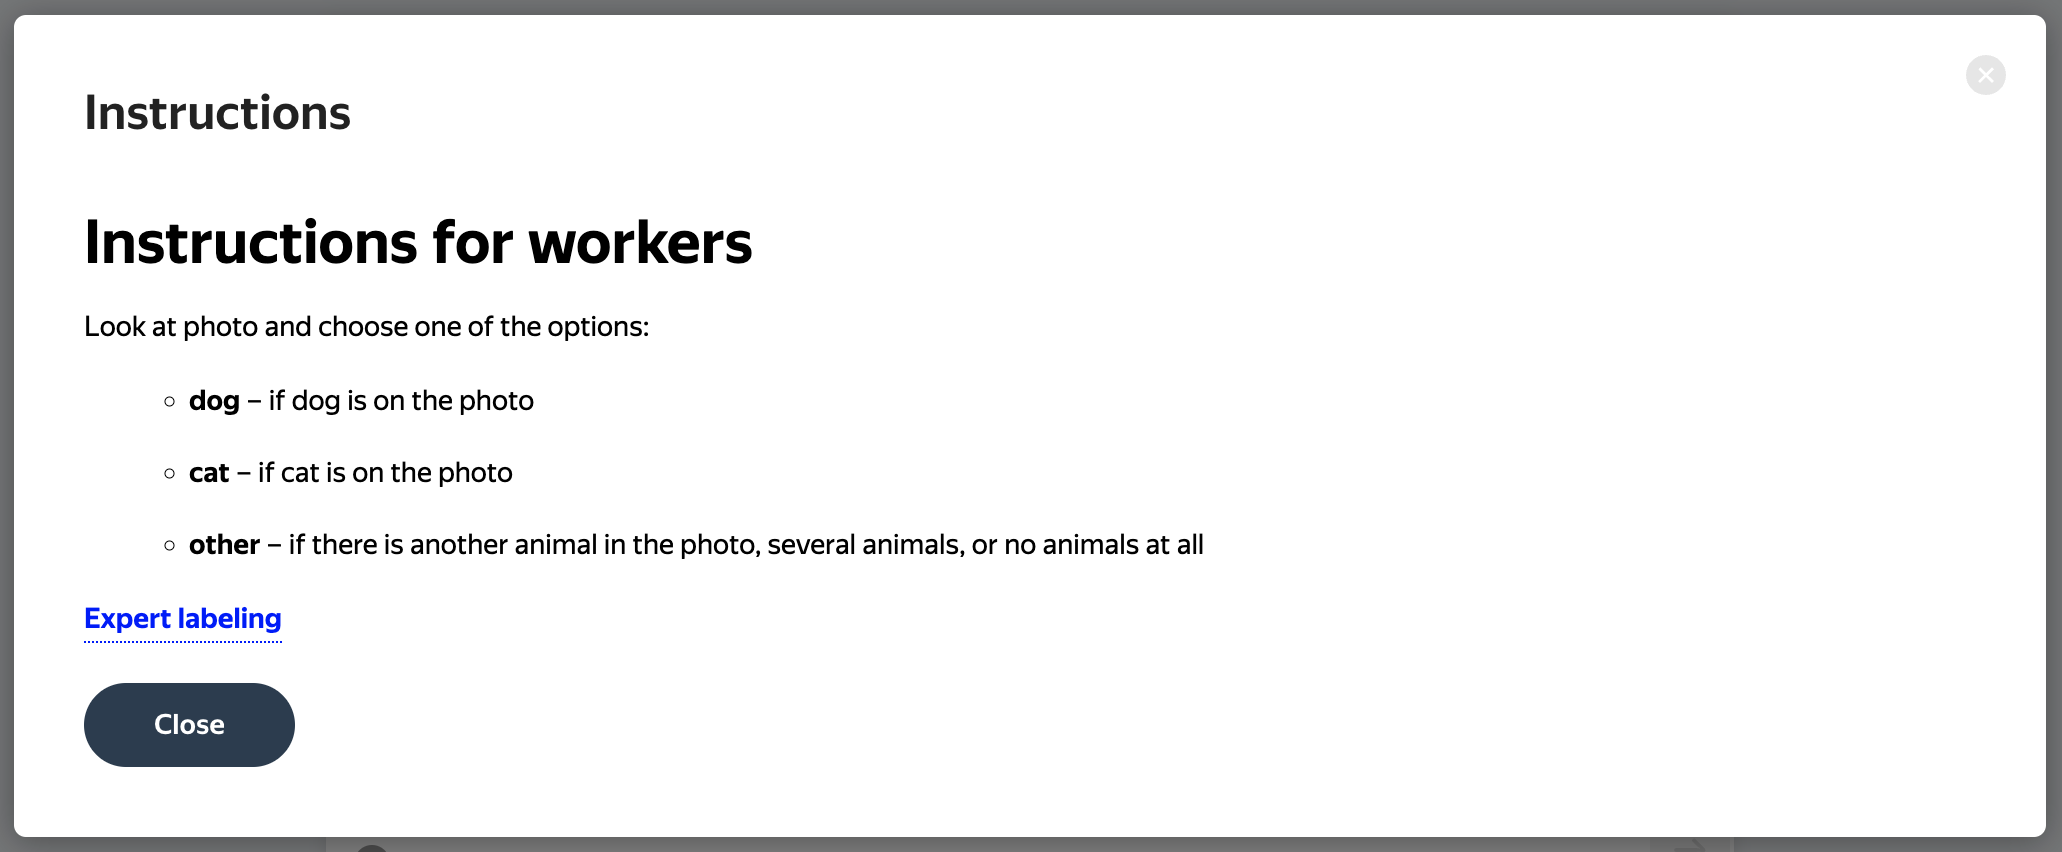 Instructions
Instructions for workers
Look at photo and choose one of the options:
dog – if dog is on the photo
cat – if cat is on the photo
other – if there is another animal in the photo, several animals, or no animals at all
Expert labeling
Close